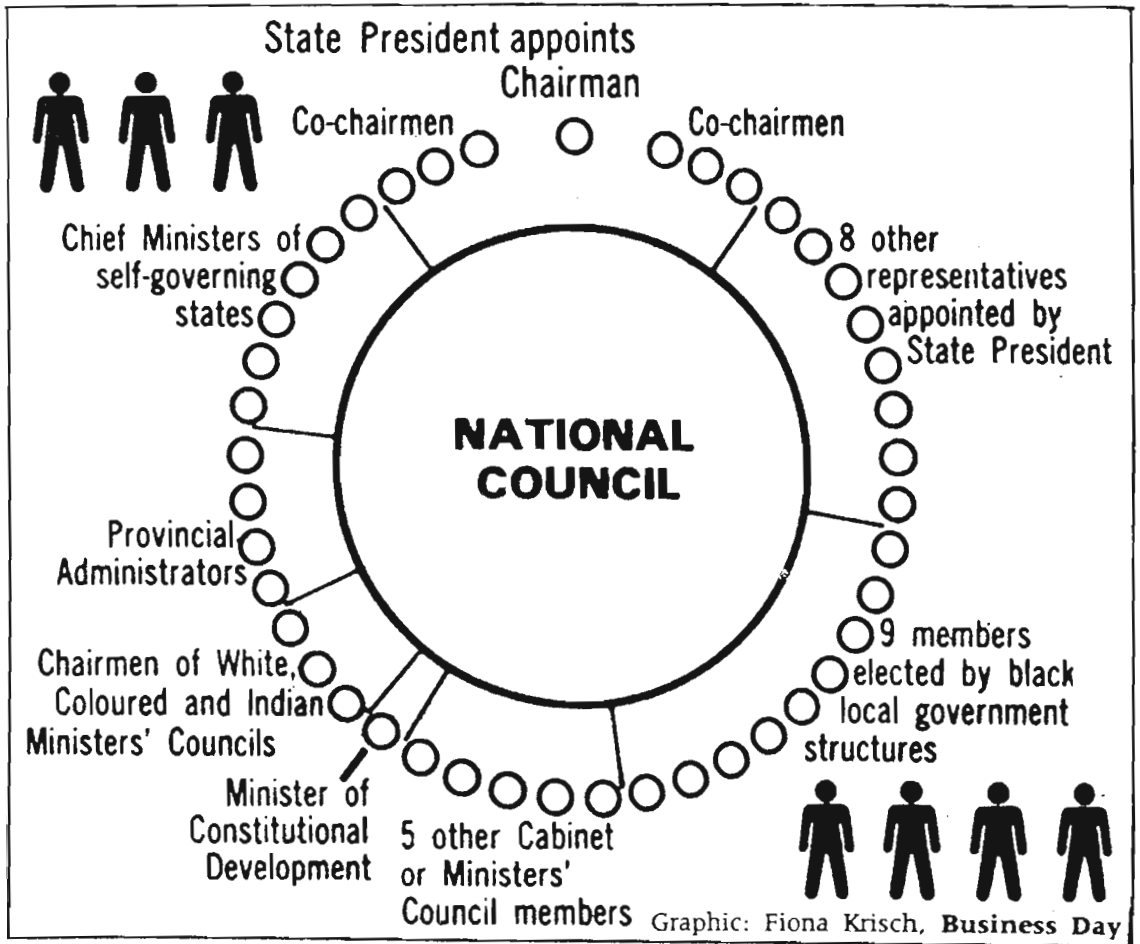 State President appoints
Chairman
Co-chairmen
Co-chairmen
Chief Ministers of
self-governing
states
8 other
representatives
appointed by
State President
NATIONAL
COUNCIL
Provincial
Administrators
Chairmen of White,
Coloured and Indian
Ministers' Councils
9 members
elected by black
local government
structures
Minister of
Constitutional
Development
5 other Cabinet
or Ministers'
Council members
Graphic: Fiona Krisch, Business Day